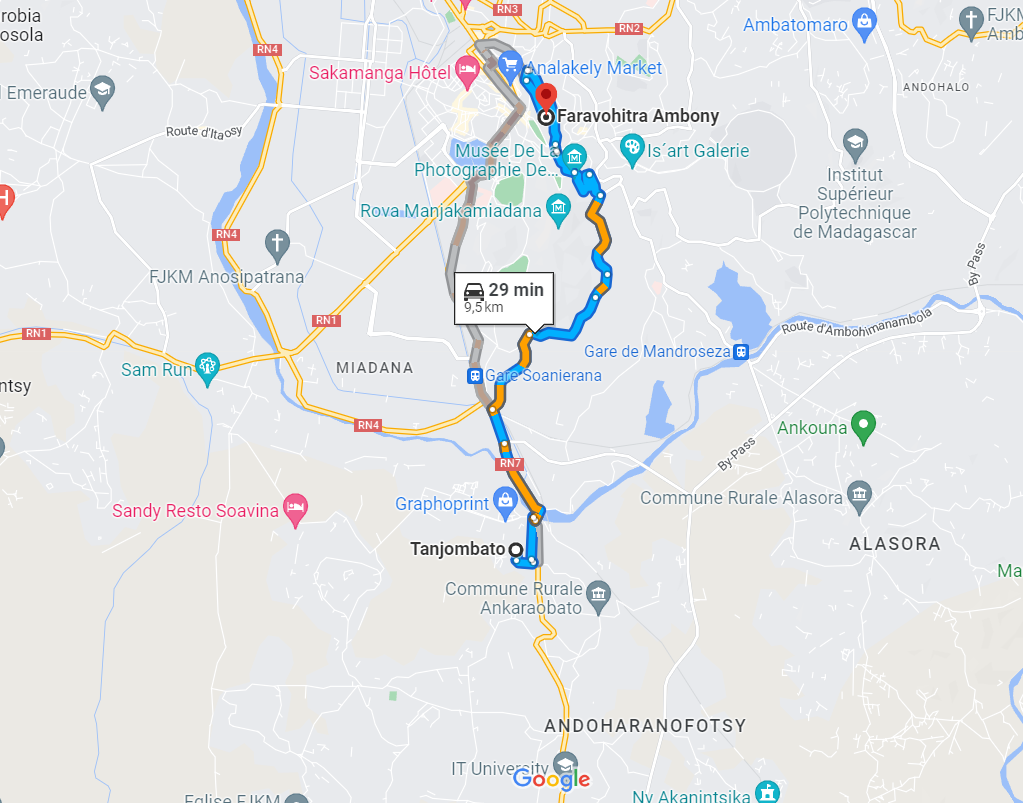 RN3
RN2
robia
osola
Ambatomaro
FJKM
Amb
RN4
Sakamanga Hôtel
Analakely Market
Emeraude
ANDOHALO
Faravohitra Ambony
Route d'Itaosy
Musée De La
Photographie De...
Is´art Galerie
Institut
Supérieur
Polytechnique
de Madagascar
H
Rova Manjakamiadana
RN4
FJKM Anosipatrana
By Pass
29 min
9,5 km
RN1
RN1
Route d'Ambohimanambola
Gare de Mandroseza
Sam Run
MIADANA
Gare Soanierana
ntsy
RN4
Ankouna
By-Pass
RN7
Graphoprint
Commune Rurale Alasora
Sandy Resto Soavina
Tanjombato
ALASORA
Commune Rurale
Ankaraobato
Ma
ANDOHARANOFOTSY
IT University
Google
Eglise FJKM
Ny Akanintsika